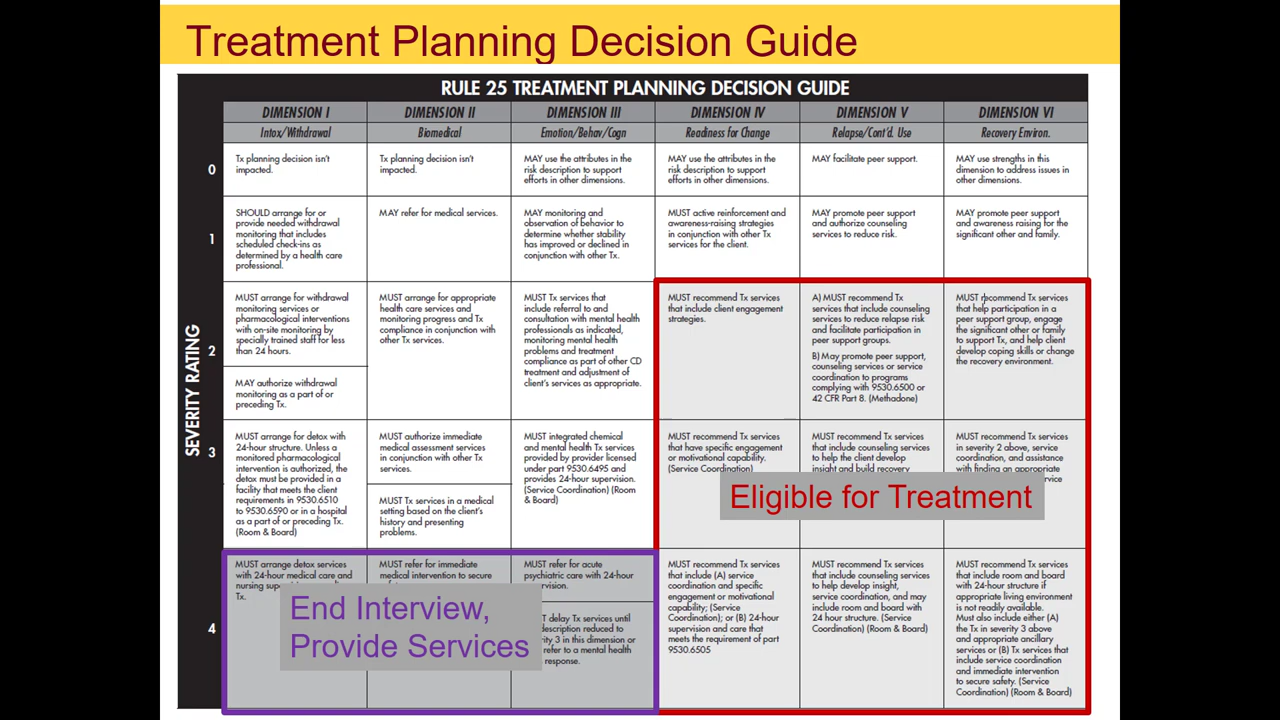 Treatment Planning Decision Guide
RULE 25 TREATMENT PLANNING DECISION GUIDE
DIMENSION I
DIMENSION II
DIMENSION III
DIMENSION IV
DIMENSION V
DIMENSION VI
Intox/Withdrawal
Biomedical
Emotion/Behav/Cogn
Readiness for Change
Relapse/Cont'd. Use
Recovery Environ.
SEVERITY RATING
0
Tx planning decision isn't
impacted.
Tx planning decision isn't
impacted.
MAY use the attributes in the
risk description to support
efforts in other dimensions.
MAY use the attributes in the
risk description to support
efforts in other dimensions.
MAY facilitate peer support.
MAY use strengths in this
dimension to address issues in
other dimensions.
1
SHOULD arrange for or
provide needed withdrawal
monitoring that includes
scheduled check-ins as
determined by a health care
professional.
MAY refer for medical services.
MAY monitoring and
observation of behavior to
determine whether stability
has improved or declined in
conjunction with other Tx.
MUST active reinforcement and
awareness-raising strategies
in conjunction with other Tx
services for the client.
MAY promote peer support
and authorize counseling
services to reduce risk.
MAY promote peer support
and awareness raising for the
significant other and family.
2
MUST arrange for withdrawal
monitoring services or
pharmacological interventions
with on-site monitoring by
specially trained staff for less
than 24 hours.
MAY authorize withdrawal
monitoring as a part of or
preceding Tx.
MUST arrange for appropriate
health care services and
monitoring progress and Tx
compliance in conjunction with
other Tx services.
MUST Tx services that
include referral to and
consultation with mental health
professionals as indicated,
monitoring mental health
problems and treatment
compliance as part of other CD
treatment and adjustment of
client's services as appropriate.
MUST recommend Tx services
that include client engagement
strategies.
A) MUST recommend Tx
services that include counseling
services to reduce relapse risk
and facilitate participation in
peer support groups.
B) May promote peer support,
counseling services or service
coordination to programs
complying with 9530.6500 or
42 CFR Part 8. (Methadone)
MUST recommend Tx services
that help participation in a
peer support group, engage
the significant other or family
to support Tx, and help client
develop coping skills or change
the recovery environment.
3
MUST arrange for detox with
24-hour structure. Unless a
monitored pharmacological
intervention is authorized, the
detox must be provided in a
facility that meets the client
requirements in 9530.6510
to 9530.6590 or in a hospital
as a part of or preceding Tx.
(Room & Board)
MUST authorize immediate
medical assessment services
in conjunction with other Tx
services.
MUST Tx services in a medical
setting based on the client's
history and presenting
problems.
MUST integrated chemical
and mental health Tx services
provided by provider licensed
under part 9530.6495 and
provides 24-hour supervision.
(Service Coordination) (Room
& Board)
MUST recommend Tx services
that have specific engagement
or motivational capability.
(Service Coordination)
MUST recommend Tx services
that include counseling services
to help the client develop
insight and build recovery
MUST recommend Tx services
in severity 2 above, service
coordination, and assistance
with finding an appropriate
Eligible for Treatment
4
MUST arrange detox services
with 24-hour medical care and
nursing
Tx.
MUST refer for immediate
medical intervention to secure
MUST refer for acute
psychiatric care with 24-hour
delay Tx services until
description reduced to
3 in this dimension or
refer to a mental health
response.
End Interview,
Provide Services
MUST recommend Tx services
that include (A) service
coordination and specific
engagement or motivational
capability; (Service
Coordination); or (B) 24-hour
supervision and care that
meets the requirement of part
9530.6505
MUST recommend Tx services
that include counseling services
to help develop insight,
service coordination, and may
include room and board with
24 hour structure. (Service
Coordination) (Room & Board)
MUST recommend Tx services
that include room and board
with 24-hour structure if
appropriate living environment
is not readily available.
Must also include either (A)
the Tx in severity 3 above
and appropriate ancillary
services or (B) Tx services that
include service coordination
and immediate intervention
to secure safety. (Service
Coordination) (Room & Board)